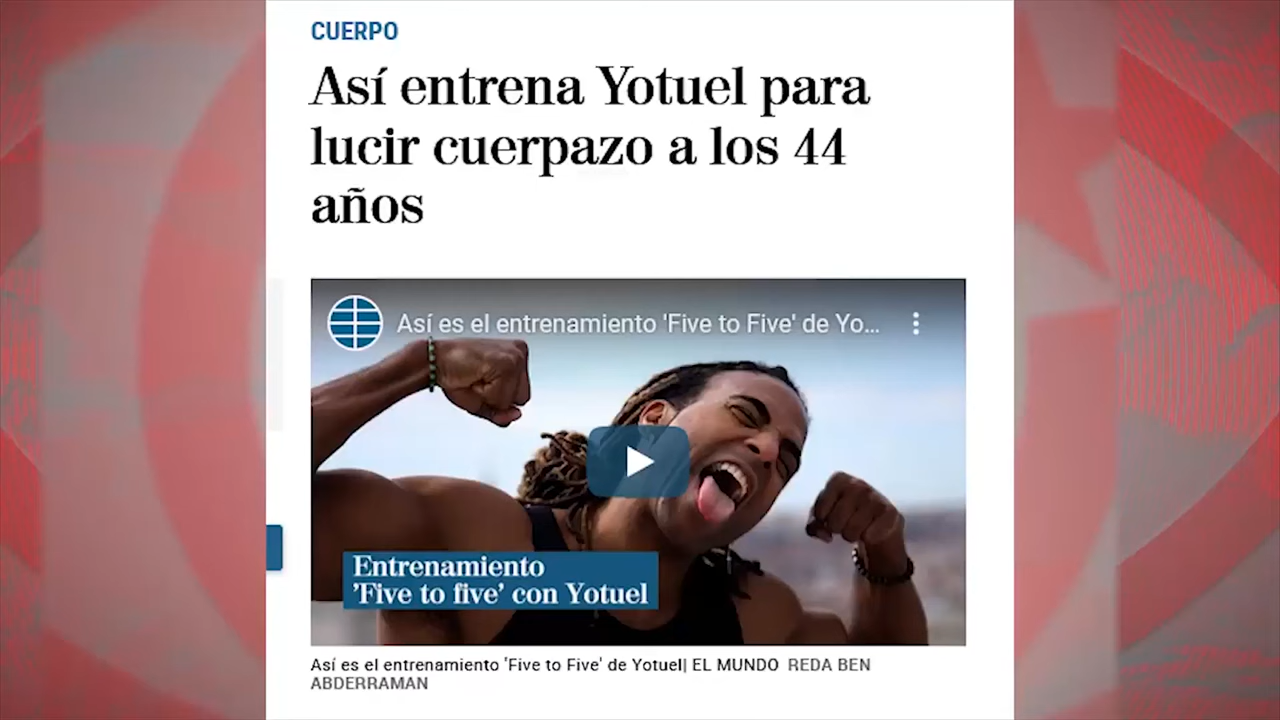 CUERPO
Así entrena Yotuel para
lucir cuerpazo a los 44
años
Así es el entrenamiento 'Five to Five' de Yo...
Entrenamiento
'Five to five' con Yotuel
Así es el entrenamiento 'Five to Five' de Yotuel| EL MUNDO REDA BEN
ABDERRAMAN